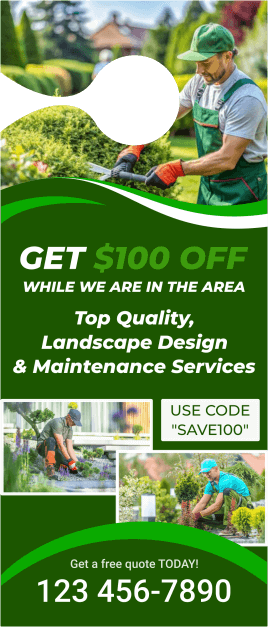 GET $100 OFF
WHILE WE ARE IN THE AREA
Top Quality,
Landscape Design
& Maintenance Services
USE CODE
"SAVE100"
Get a free quote TODAY!
123 456-7890